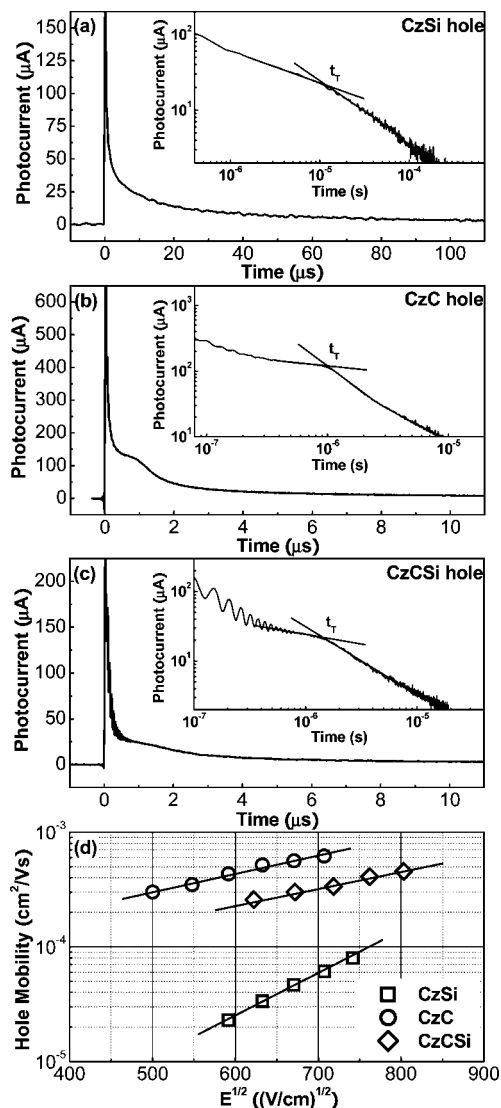 (a)
CzSi hole
Photocurrent (μA)
150
125
100
75
50
25
0
Photocurrent (μA)
10²
10¹
t_T
10⁻⁶
10⁻⁵
10⁻⁴
Time (s)
0
20
40
60
80
100
Time (μs)
(b)
CzC hole
Photocurrent (μA)
600
500
400
300
200
100
0
Photocurrent (μA)
10³
10²
10¹
t_T
10⁻⁷
10⁻⁶
10⁻⁵
Time (s)
0
2
4
6
8
10
Time (μs)
(c)
CzCSi hole
Photocurrent (μA)
200
150
100
50
0
Photocurrent (μA)
10²
10¹
t_T
10⁻⁷
10⁻⁶
10⁻⁵
Time (s)
0
2
4
6
8
10
Time (μs)
(d)
Hole Mobility (cm²/Vs)
10⁻³
10⁻⁴
10⁻⁵
CzSi
CzC
CzCSi
400
500
600
700
800
900
E¹ᐟ² ((V/cm)¹ᐟ²)